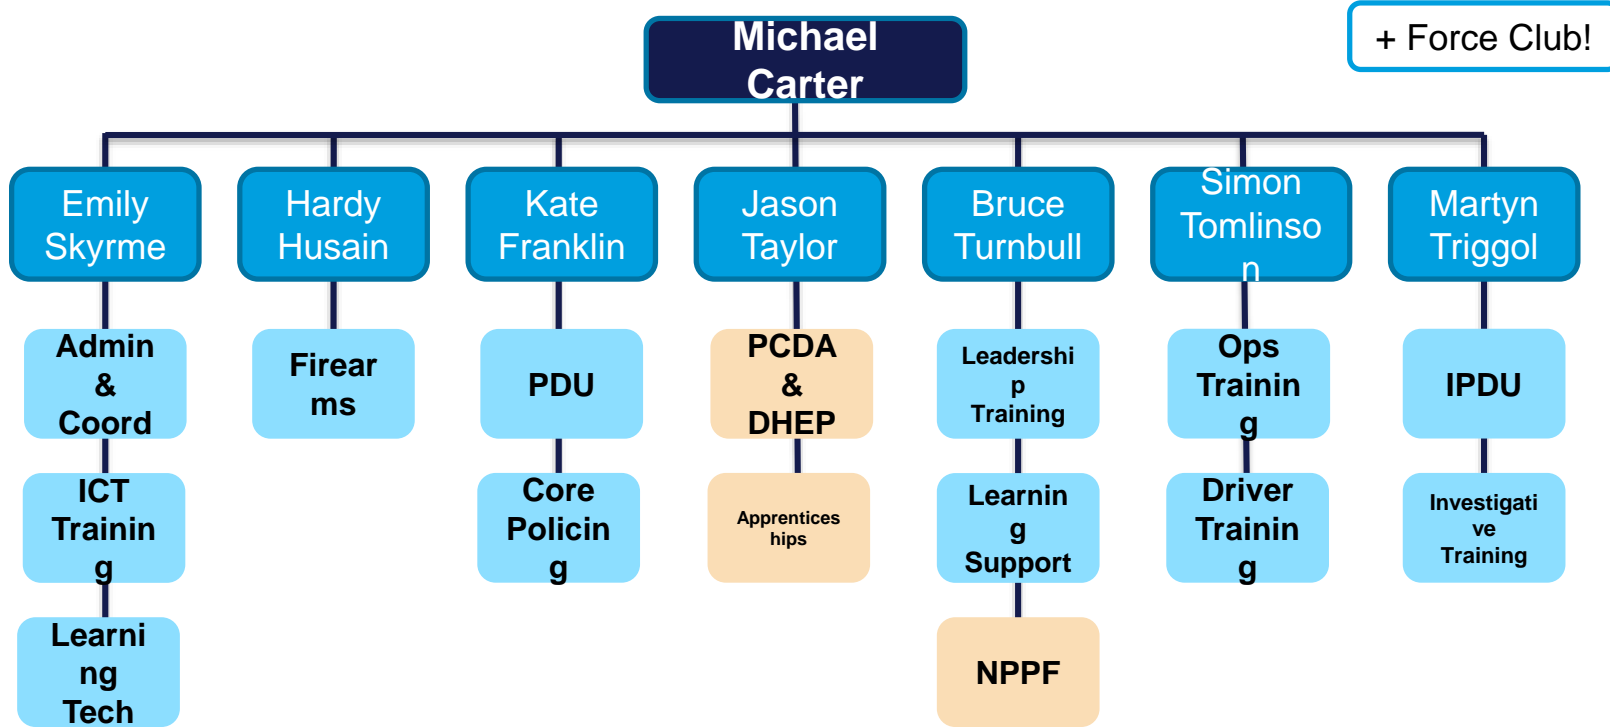 Michael
Carter
+ Force Club!
Emily
Skyrme
Hardy
Husain
Kate
Franklin
Jason
Taylor
Bruce
Turnbull
Simon
Tomlinso
n
Martyn
Triggol
Admin
&
Coord
Firear
ms
PDU
PCDA
&
DHEP
Leadershi
p
Training
Ops
Trainin
g
IPDU
ICT
Trainin
g
Core
Policin
g
Apprentices
hips
Learnin
g
Support
Driver
Trainin
g
Investigati
ve
Training
Learni
ng
Tech
NPPF